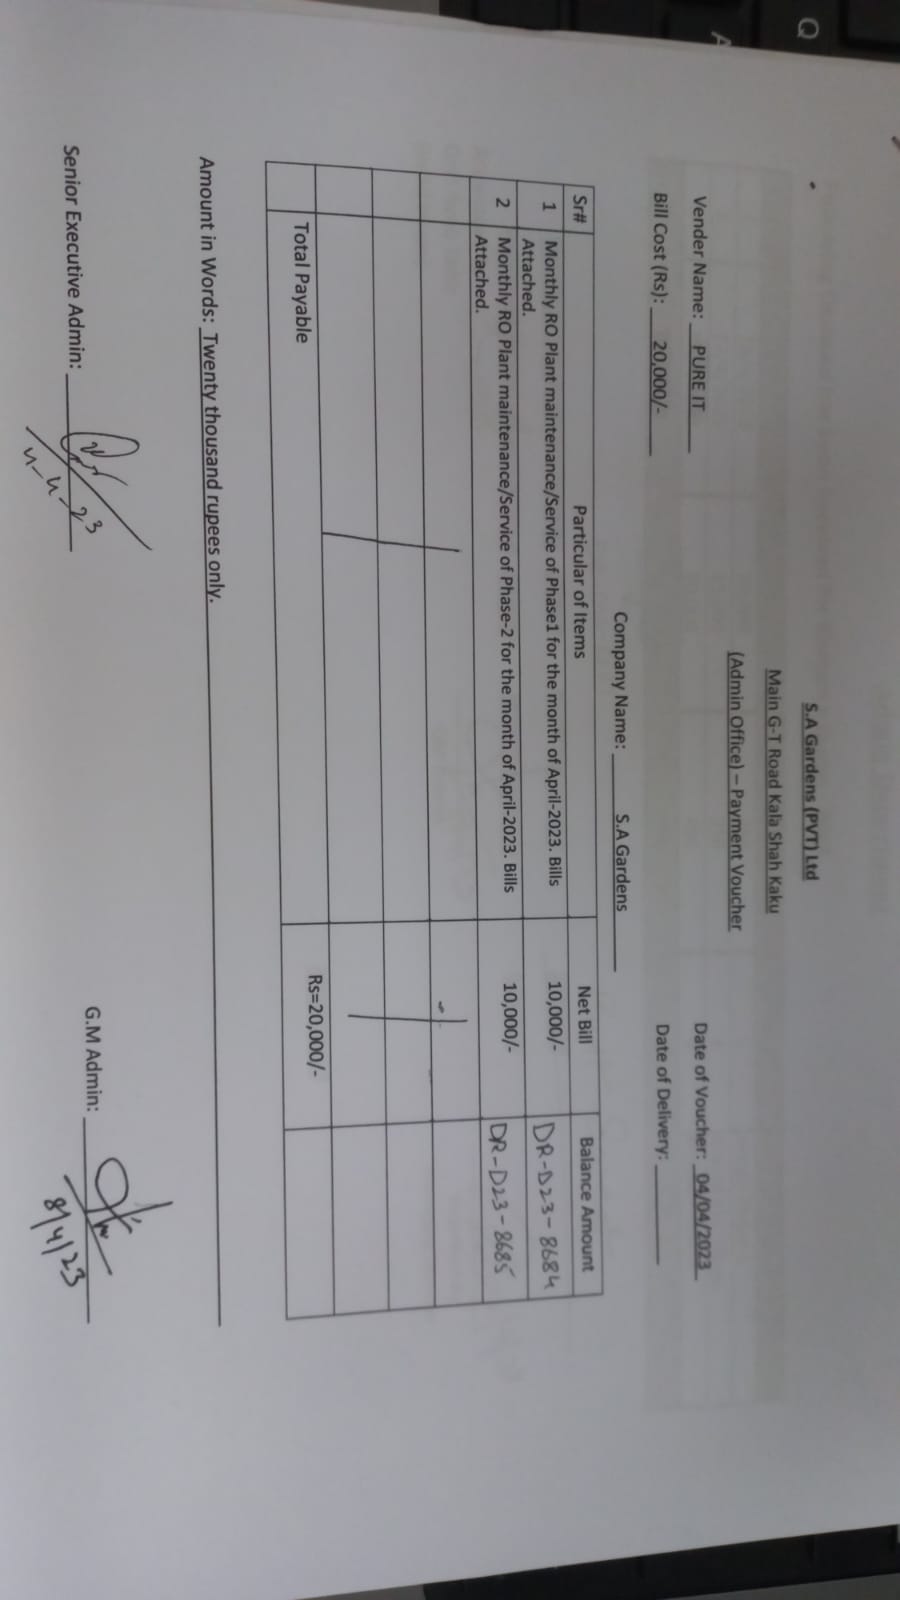 S.A Gardens (PVT) Ltd
Main G-T Road Kala Shah Kaku
(Admin Office) – Payment Voucher
Vender Name: PURE IT Date of Voucher: 04/04/2023
Bill Cost (Rs): 20,000/- Date of Delivery:
Company Name: S.A Gardens
Sr# Particular of Items Net Bill Balance Amount
1 Monthly RO Plant maintenance/Service of Phase1 for the month of April-2023. Bills 10,000/- DR-D23-8684
Attached.
2 Monthly RO Plant maintenance/Service of Phase-2 for the month of April-2023. Bills 10,000/- DR-D23-8685
Attached.
Total Payable Rs=20,000/-
Amount in Words: Twenty thousand rupees only.
Senior Executive Admin: G.M Admin:
4-4-23 8/4/23
Q
A